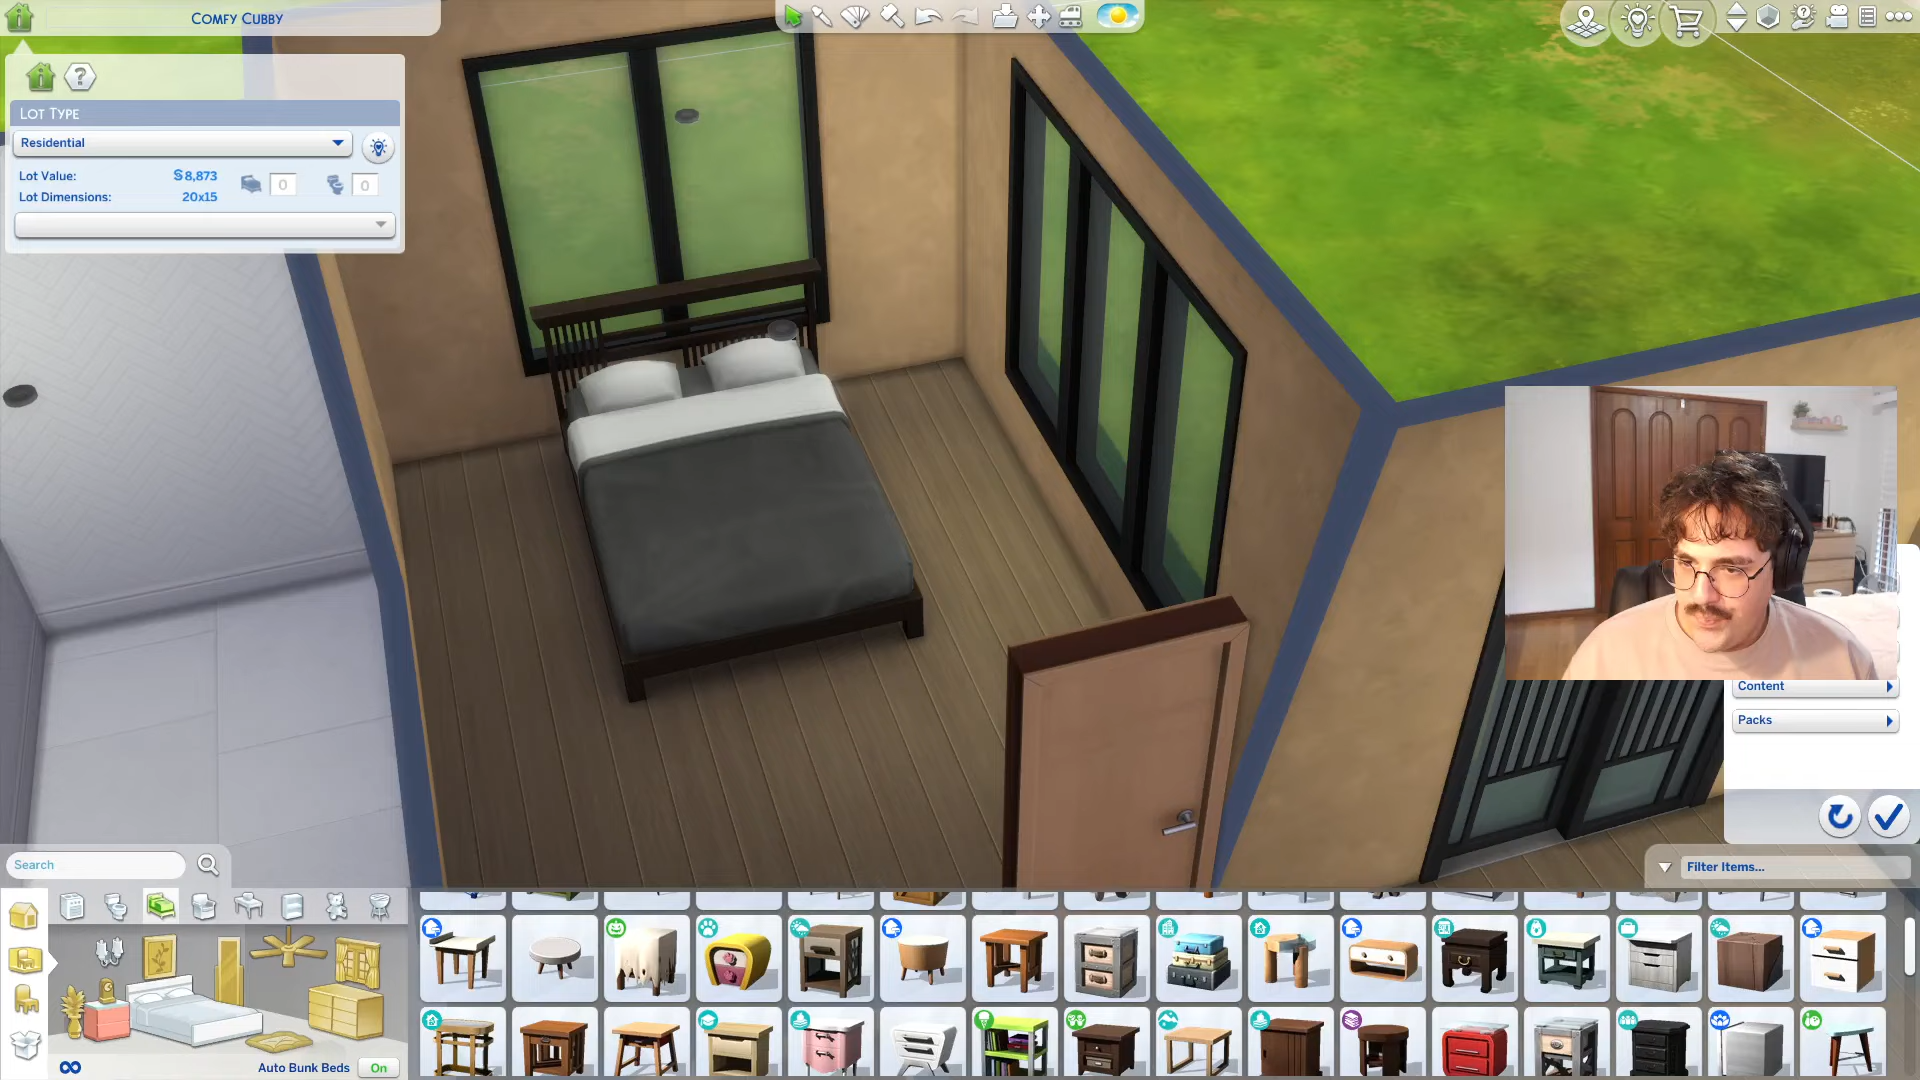 COMFY CUBBY
LOT TYPE
Residential
Lot Value:
§8,873
0
0
Lot Dimensions:
20x15
Content
Packs
Search
Filter Items...
Auto Bunk Beds
On